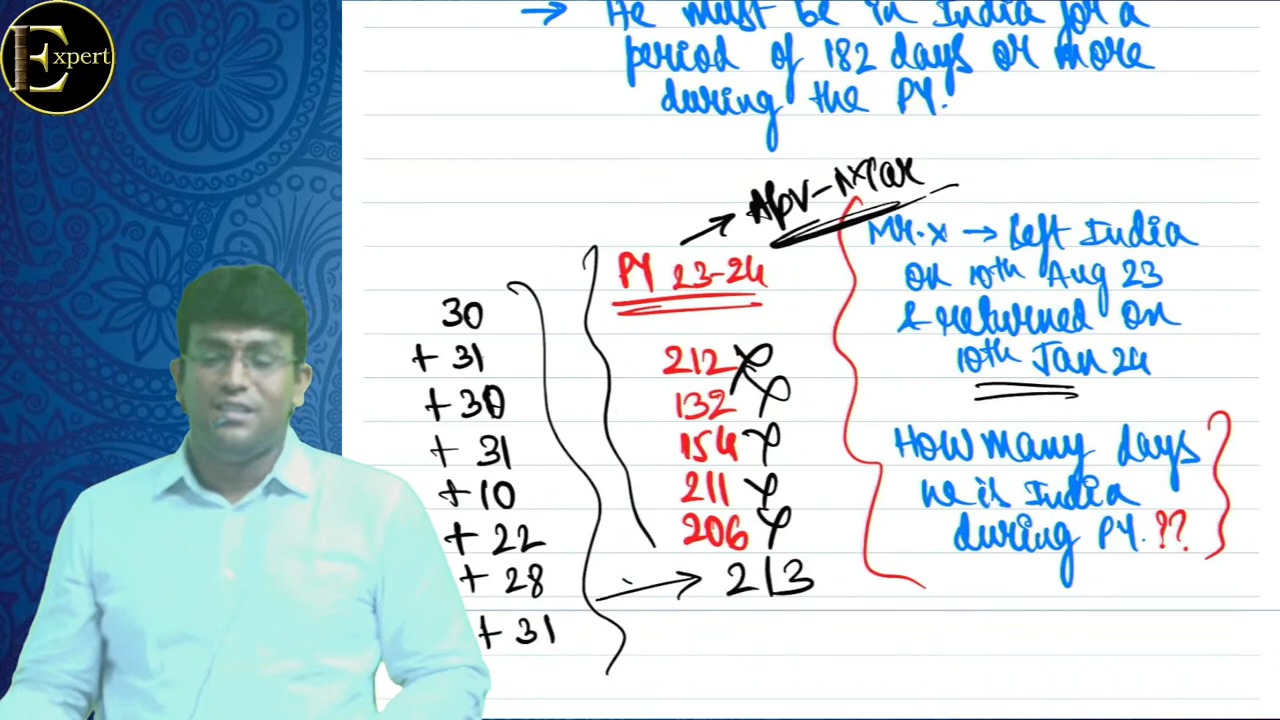 Expert
→ He must be in India for a
period of 182 days or more
during the PY.
→ Apr-Mar
PY 23-24
30
+ 31
+ 30
+ 31
+ 10
+ 22
+ 28
+ 31
212
132
154
211
206
→ 213
Mr. X → left India
on 10th Aug 23
& returned on
10th Jan 24
How many days
he is India
during PY. ??